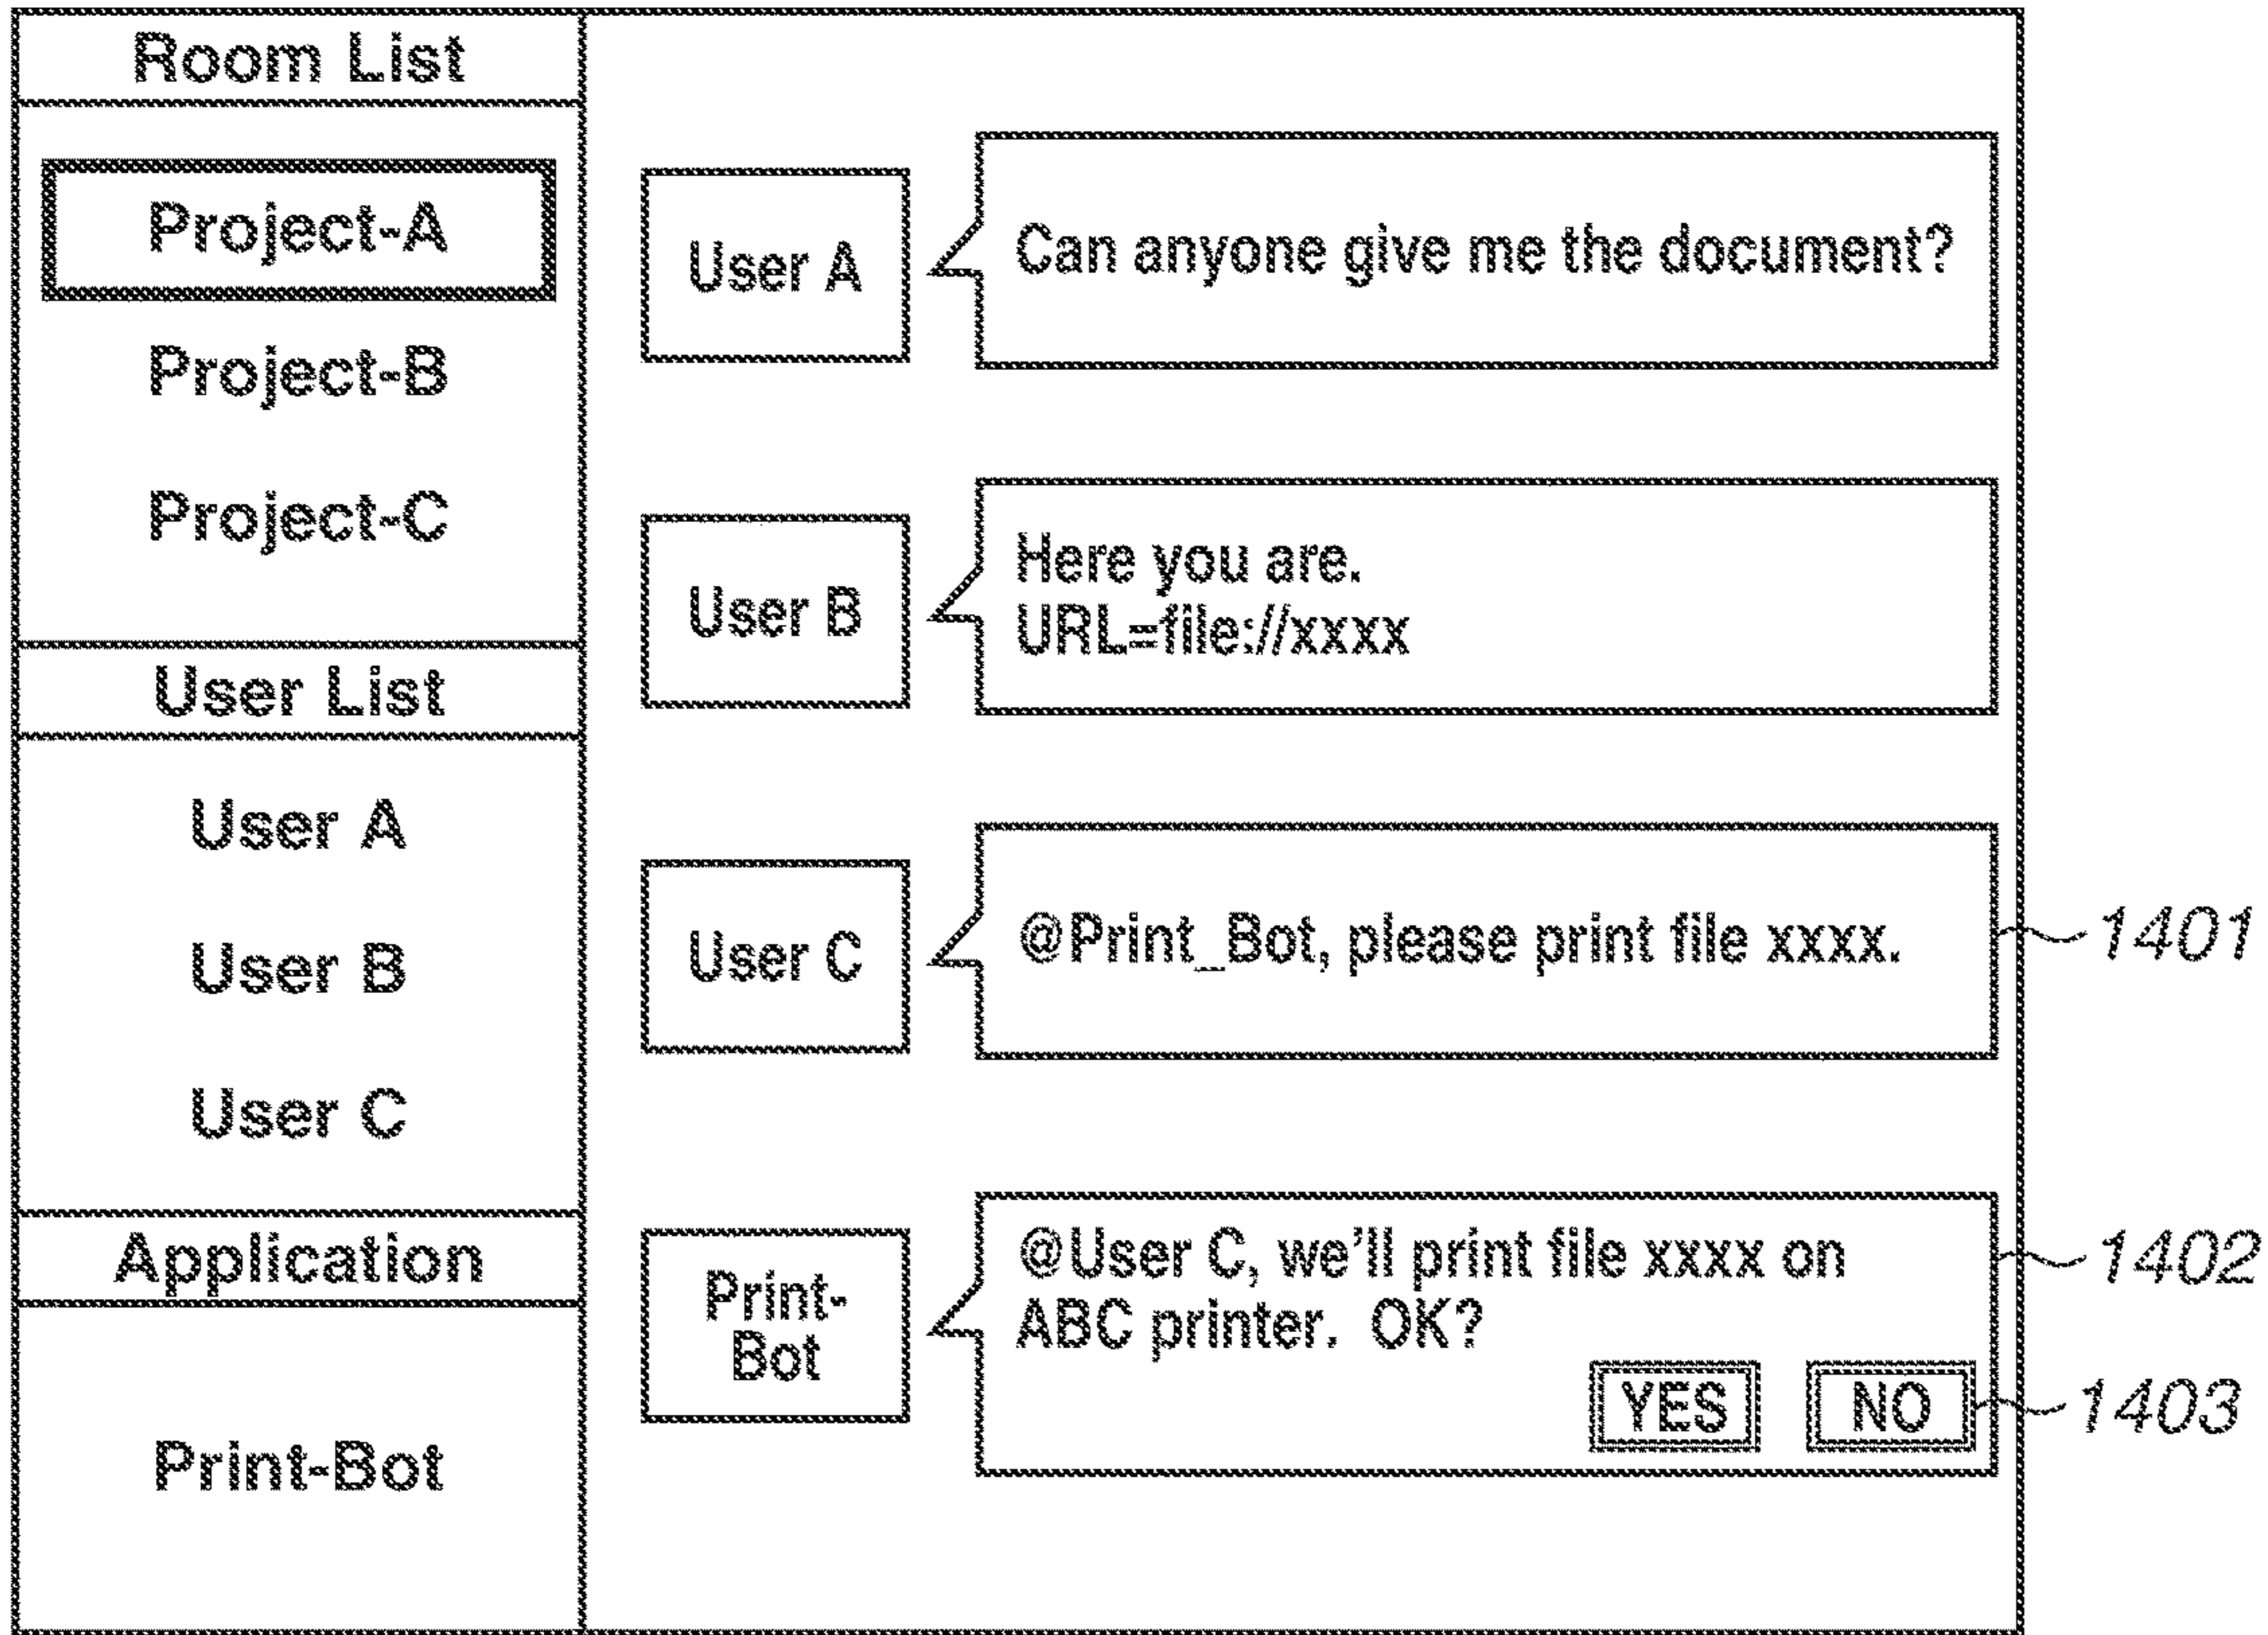 Room List
Project-A
Project-B
Project-C
User List
User A
User B
User C
Application
Print-Bot
User A
Can anyone give me the document?
User B
Here you are.
URL=file://xxxx
User C
@Print_Bot, please print file xxxx.
1401
Print-
Bot
@User C, we'll print file xxxx on
ABC printer. OK?
1402
YES
NO
1403